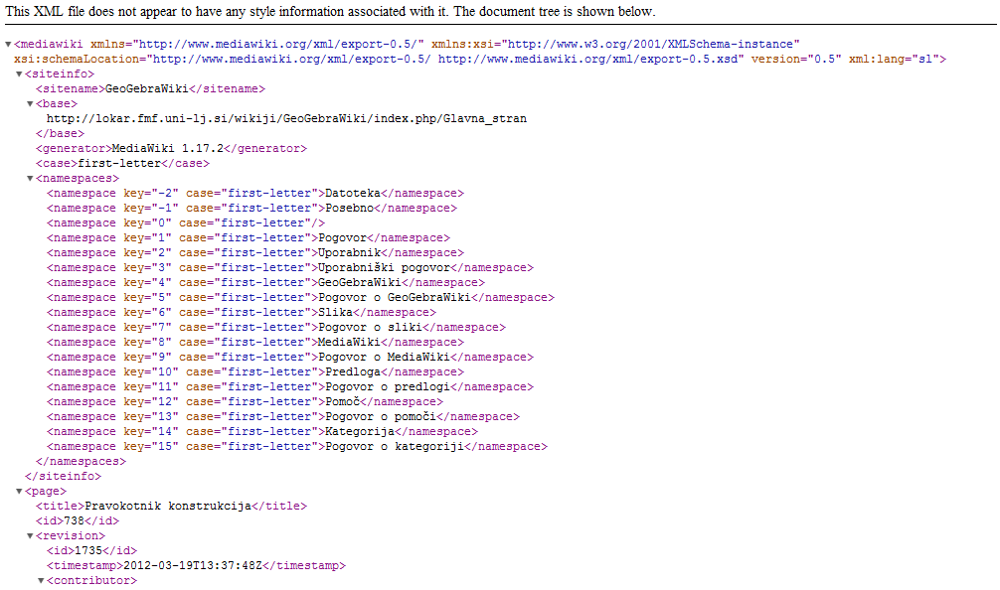 This XML file does not appear to have any style information associated with it. The document tree is shown below.
▼<mediawiki xmlns="http://www.mediawiki.org/xml/export-0.5/" xmlns:xsi="http://www.w3.org/2001/XMLSchema-instance"
xsi:schemaLocation="http://www.mediawiki.org/xml/export-0.5/ http://www.mediawiki.org/xml/export-0.5.xsd" version="0.5" xml:lang="sl">
▼<siteinfo>
<sitename>GeoGebraWiki</sitename>
▼<base>
http://lokar.fmf.uni-lj.si/wikiji/GeoGebraWiki/index.php/Glavna_stran
</base>
<generator>MediaWiki 1.17.2</generator>
<case>first-letter</case>
▼<namespaces>
<namespace key="-2" case="first-letter">Datoteka</namespace>
<namespace key="-1" case="first-letter">Posebno</namespace>
<namespace key="0" case="first-letter"/>
<namespace key="1" case="first-letter">Pogovor</namespace>
<namespace key="2" case="first-letter">Uporabnik</namespace>
<namespace key="3" case="first-letter">Uporabniški pogovor</namespace>
<namespace key="4" case="first-letter">GeoGebraWiki</namespace>
<namespace key="5" case="first-letter">Pogovor o GeoGebraWiki</namespace>
<namespace key="6" case="first-letter">Slika</namespace>
<namespace key="7" case="first-letter">Pogovor o sliki</namespace>
<namespace key="8" case="first-letter">MediaWiki</namespace>
<namespace key="9" case="first-letter">Pogovor o MediaWiki</namespace>
<namespace key="10" case="first-letter">Predloga</namespace>
<namespace key="11" case="first-letter">Pogovor o predlogi</namespace>
<namespace key="12" case="first-letter">Pomoč</namespace>
<namespace key="13" case="first-letter">Pogovor o pomoči</namespace>
<namespace key="14" case="first-letter">Kategorija</namespace>
<namespace key="15" case="first-letter">Pogovor o kategoriji</namespace>
</namespaces>
</siteinfo>
▼<page>
<title>Pravokotnik konstrukcija</title>
<id>738</id>
▼<revision>
<id>1735</id>
<timestamp>2012-03-19T13:37:48Z</timestamp>
▼<contributor>